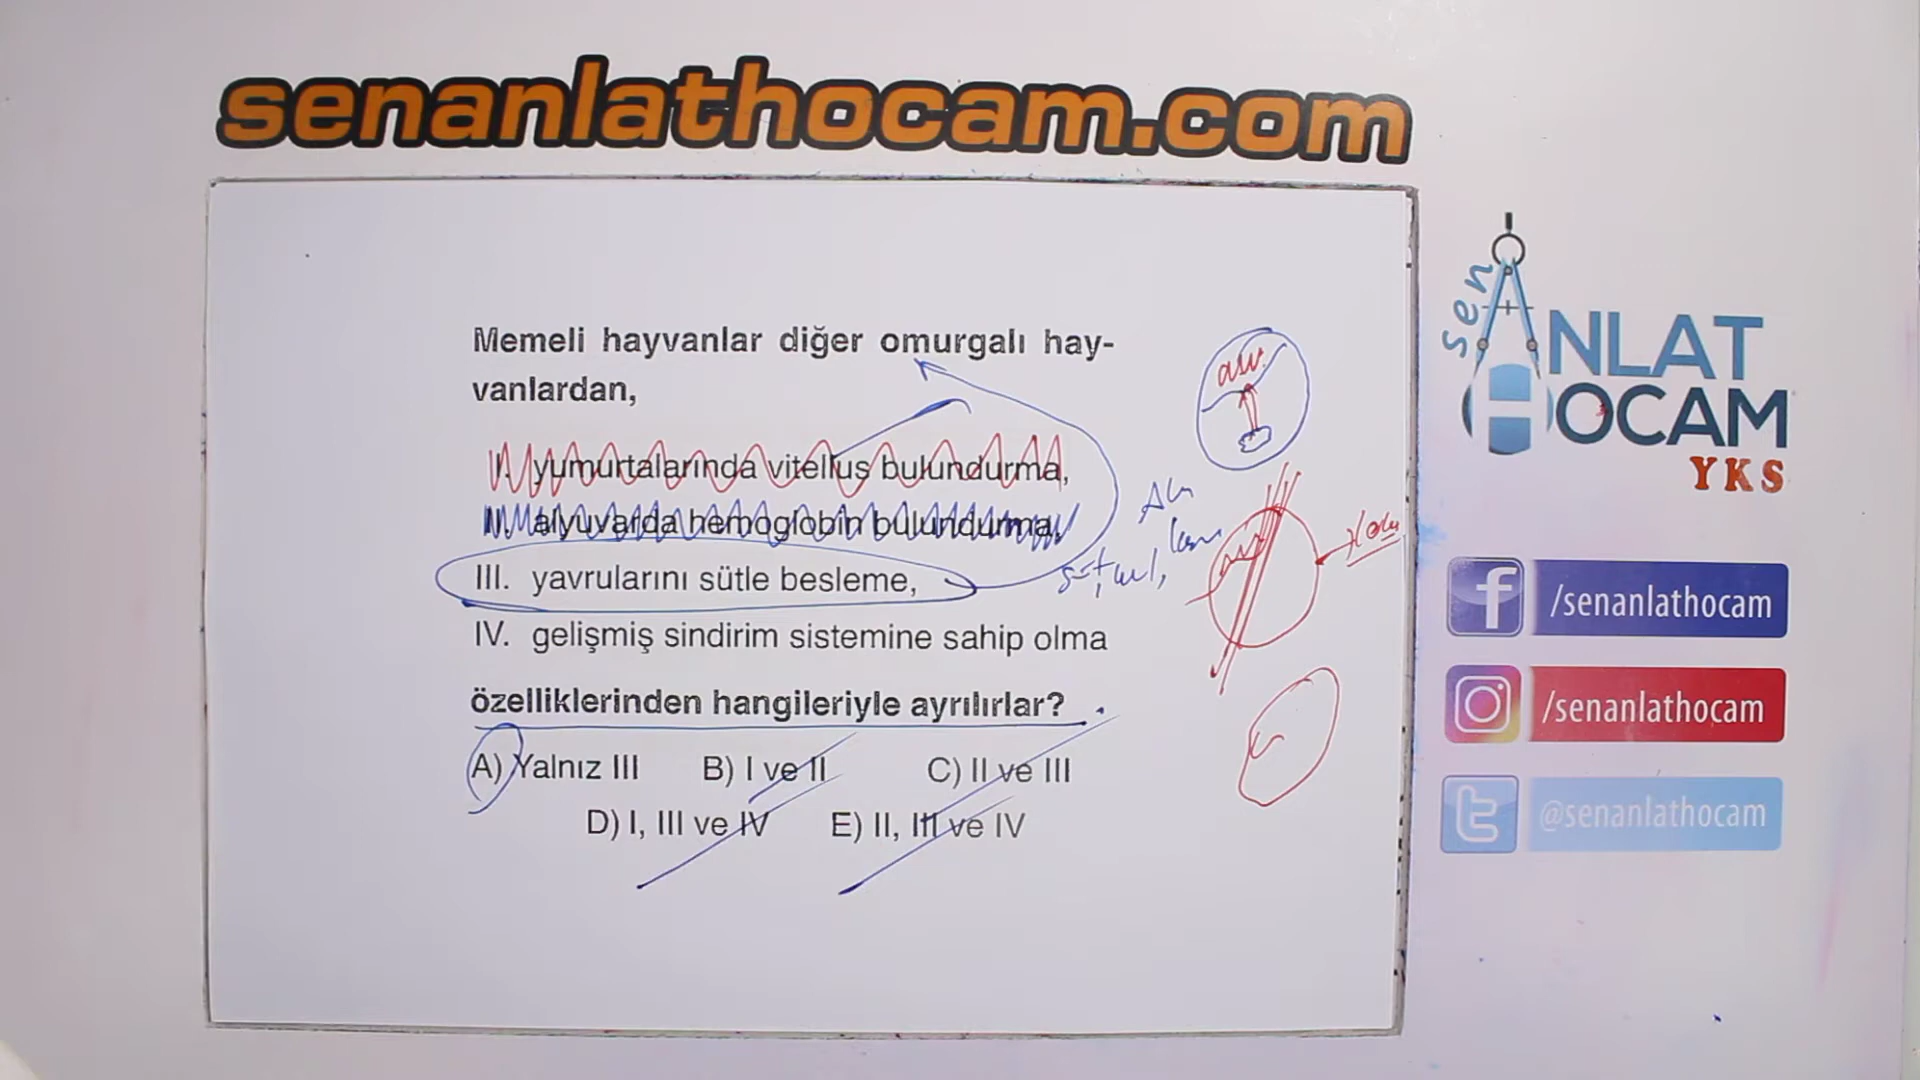 senanlathocam.com
Memeli hayvanlar diğer omurgalı hay-
vanlardan,
I. yumurtalarında vitellus bulundurma,
II. alyuvarda hemoglobin bulundurma,
III. yavrularını sütle besleme,
IV. gelişmiş sindirim sistemine sahip olma
özelliklerinden hangileriyle ayrılırlar?
A) Yalnız III B) I ve II C) II ve III
D) I, III ve IV E) II, III ve IV
sen
ANLAT
HOCAM
YKS
/senanlathocam
/senanlathocam
@senanlathocam